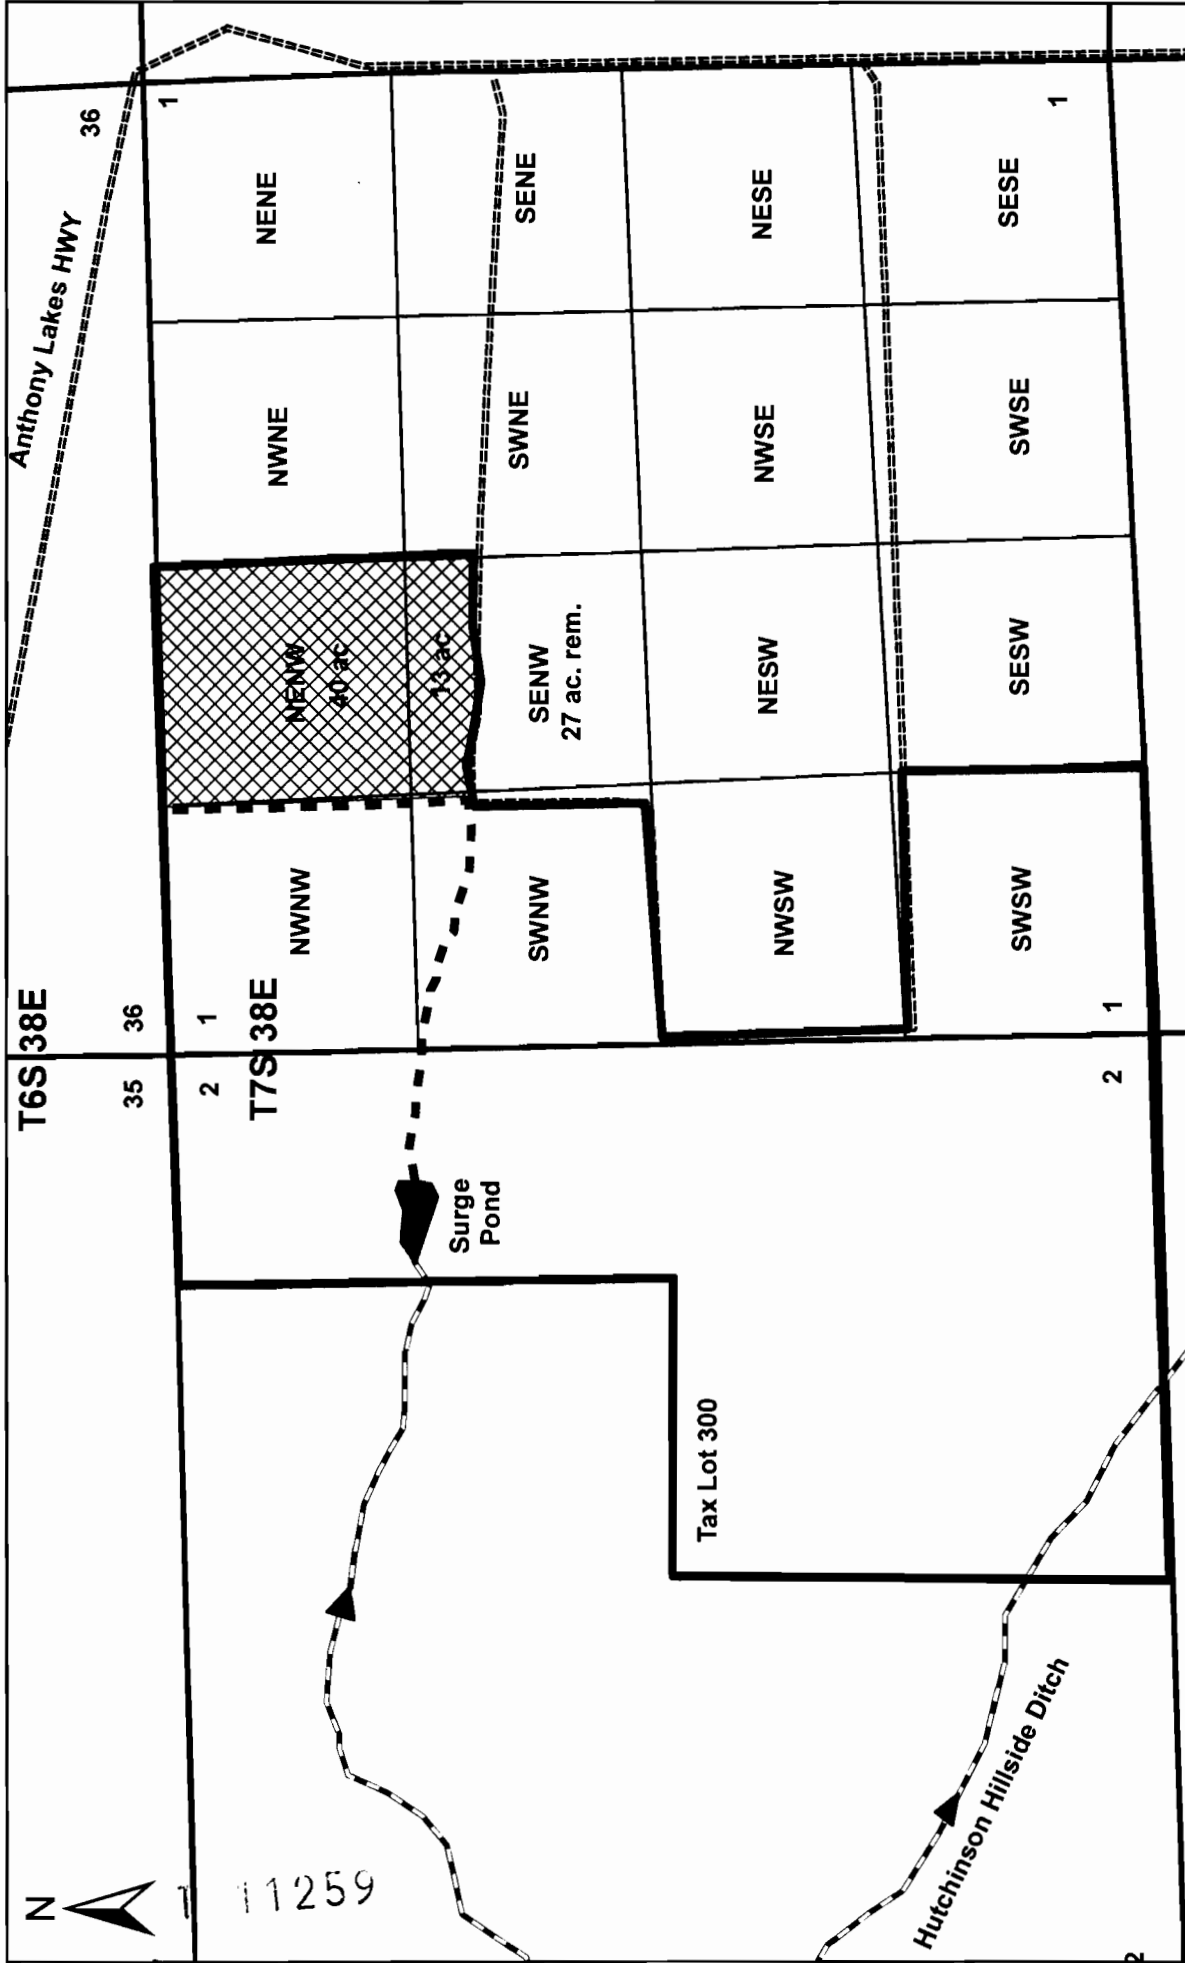 N
T 11259
T6S 38E
Anthony Lakes HWY
35
36
36
2
1
1
T7S 38E
NWNW
NENW
40 ac
NWNE
NENE
13 ac
Surge
Pond
SWNW
SENW
27 ac. rem.
SWNE
SENE
Tax Lot 300
NWSW
NESW
NWSE
NESE
Hutchinson Hillside Ditch
SWSW
SESW
SWSE
SESE
2
2
1
1